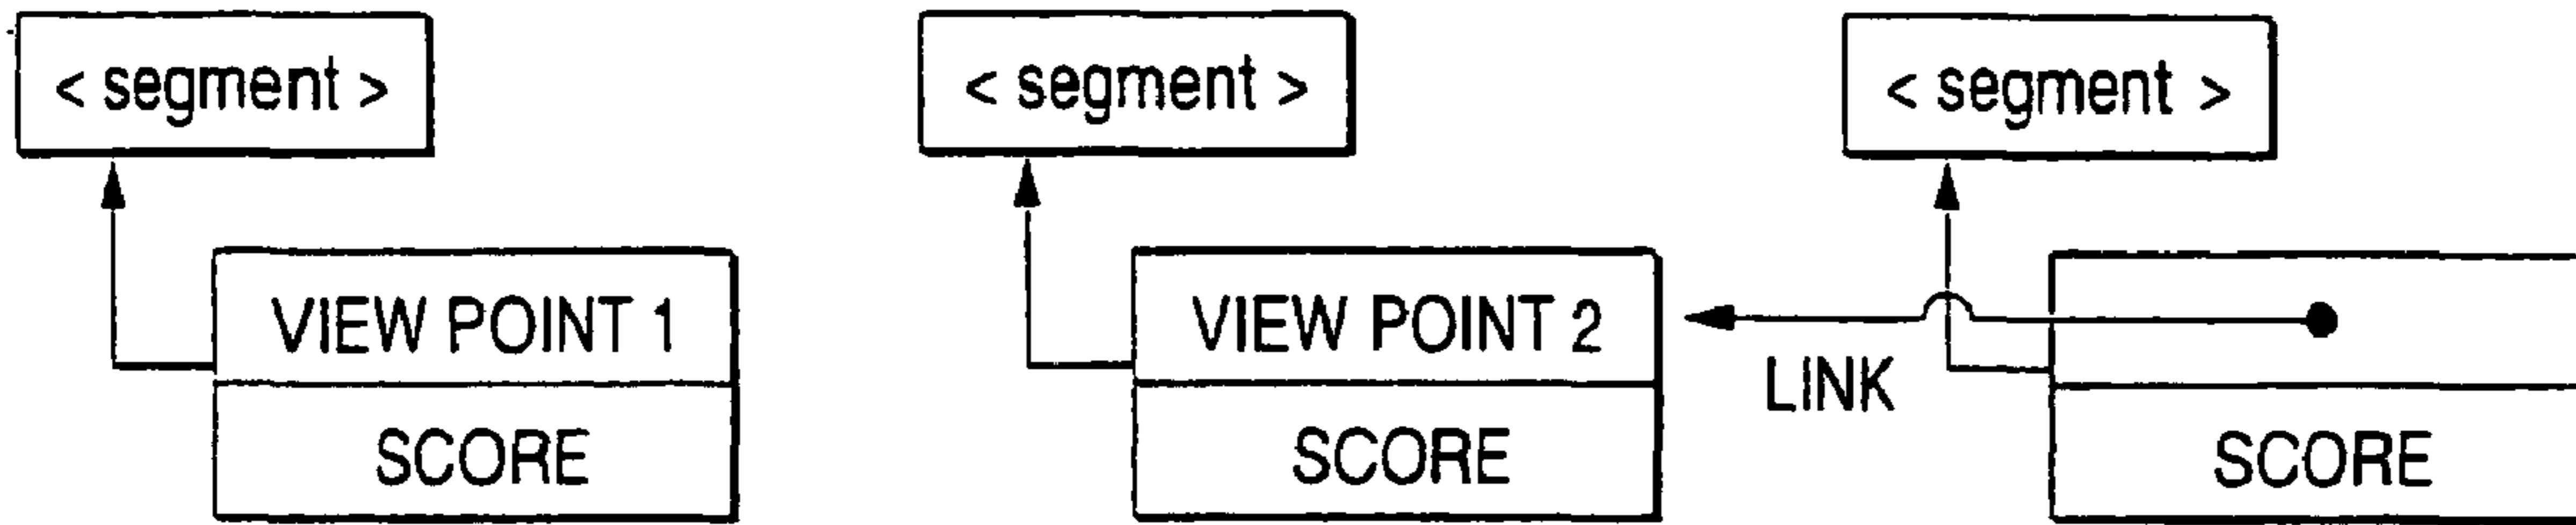 < segment >
< segment >
< segment >
VIEW POINT 1
SCORE
VIEW POINT 2
SCORE
LINK
SCORE